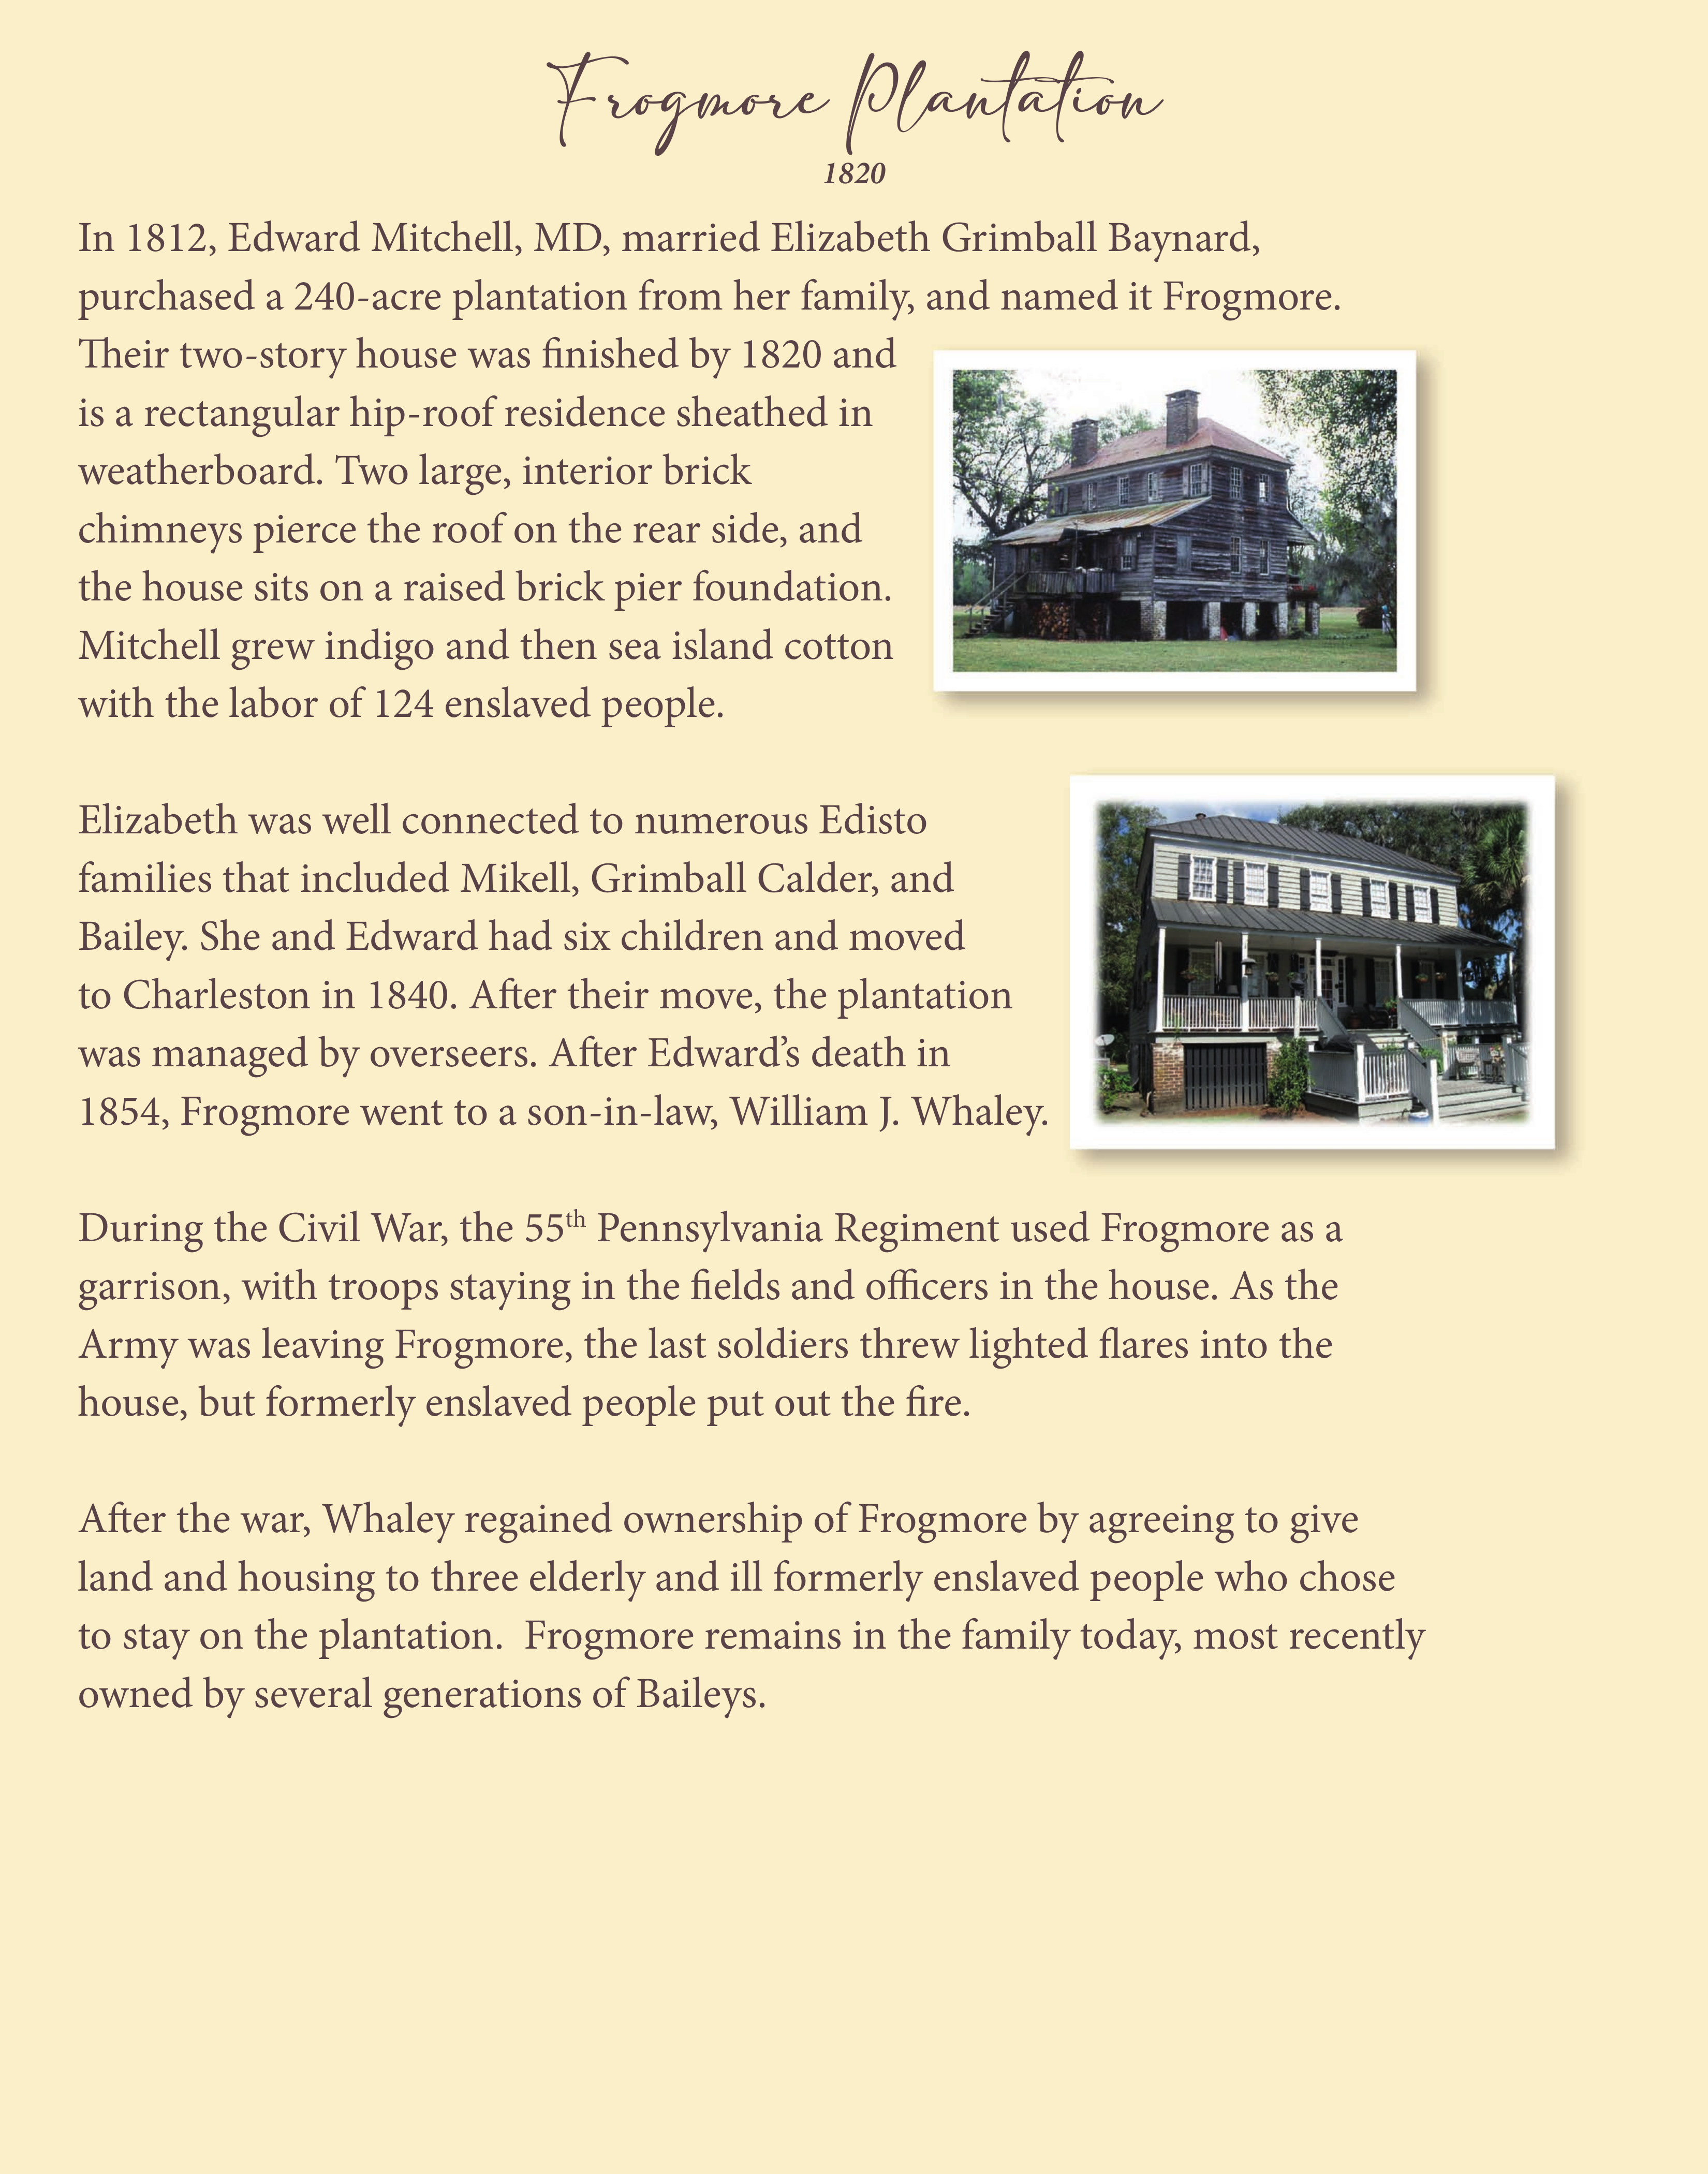 Frogmore Plantation
1820
In 1812, Edward Mitchell, MD, married Elizabeth Grimball Baynard,
purchased a 240-acre plantation from her family, and named it Frogmore.
Their two-story house was finished by 1820 and
is a rectangular hip-roof residence sheathed in
weatherboard. Two large, interior brick
chimneys pierce the roof on the rear side, and
the house sits on a raised brick pier foundation.
Mitchell grew indigo and then sea island cotton
with the labor of 124 enslaved people.
Elizabeth was well connected to numerous Edisto
families that included Mikell, Grimball Calder, and
Bailey. She and Edward had six children and moved
to Charleston in 1840. After their move, the plantation
was managed by overseers. After Edward’s death in
1854, Frogmore went to a son-in-law, William J. Whaley.
During the Civil War, the 55th Pennsylvania Regiment used Frogmore as a
garrison, with troops staying in the fields and officers in the house. As the
Army was leaving Frogmore, the last soldiers threw lighted flares into the
house, but formerly enslaved people put out the fire.
After the war, Whaley regained ownership of Frogmore by agreeing to give
land and housing to three elderly and ill formerly enslaved people who chose
to stay on the plantation.  Frogmore remains in the family today, most recently
owned by several generations of Baileys.